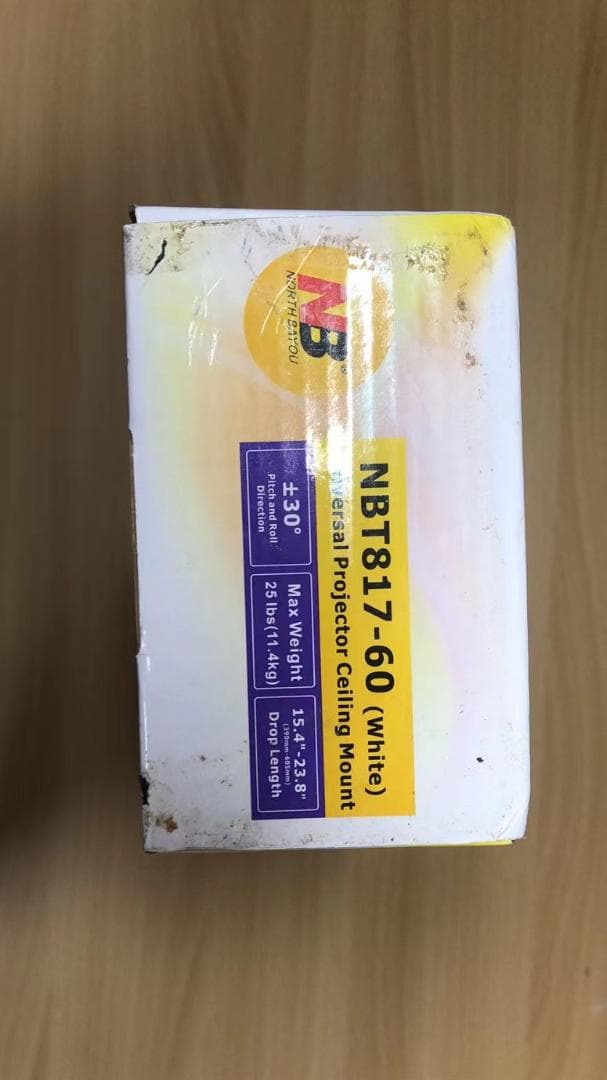 NB®
NORTH BAYOU
NBT817-60 (White)
Projector Ceiling Mount
±30°
Pitch and Roll
Direction
Max Weight
25 lbs(11.4kg)
15.4"-23.8"
(390mm-605mm)
Drop Length